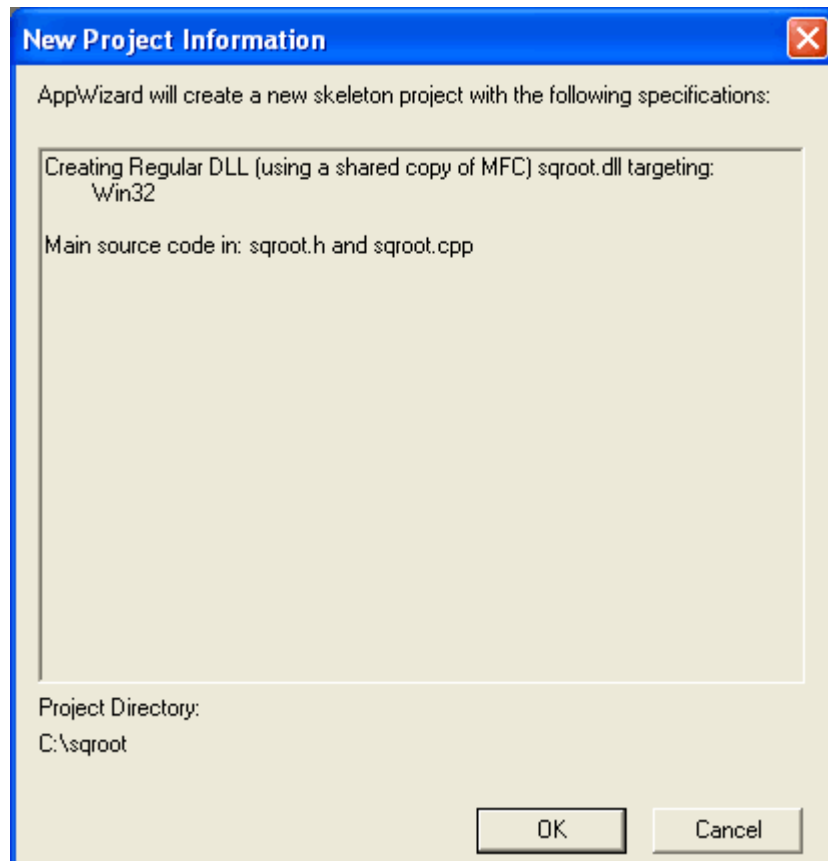 New Project Information
AppWizard will create a new skeleton project with the following specifications:
Creating Regular DLL (using a shared copy of MFC) sqroot.dll targeting:
Win32
Main source code in: sqroot.h and sqroot.cpp
Project Directory:
C:\sqroot
OK
Cancel